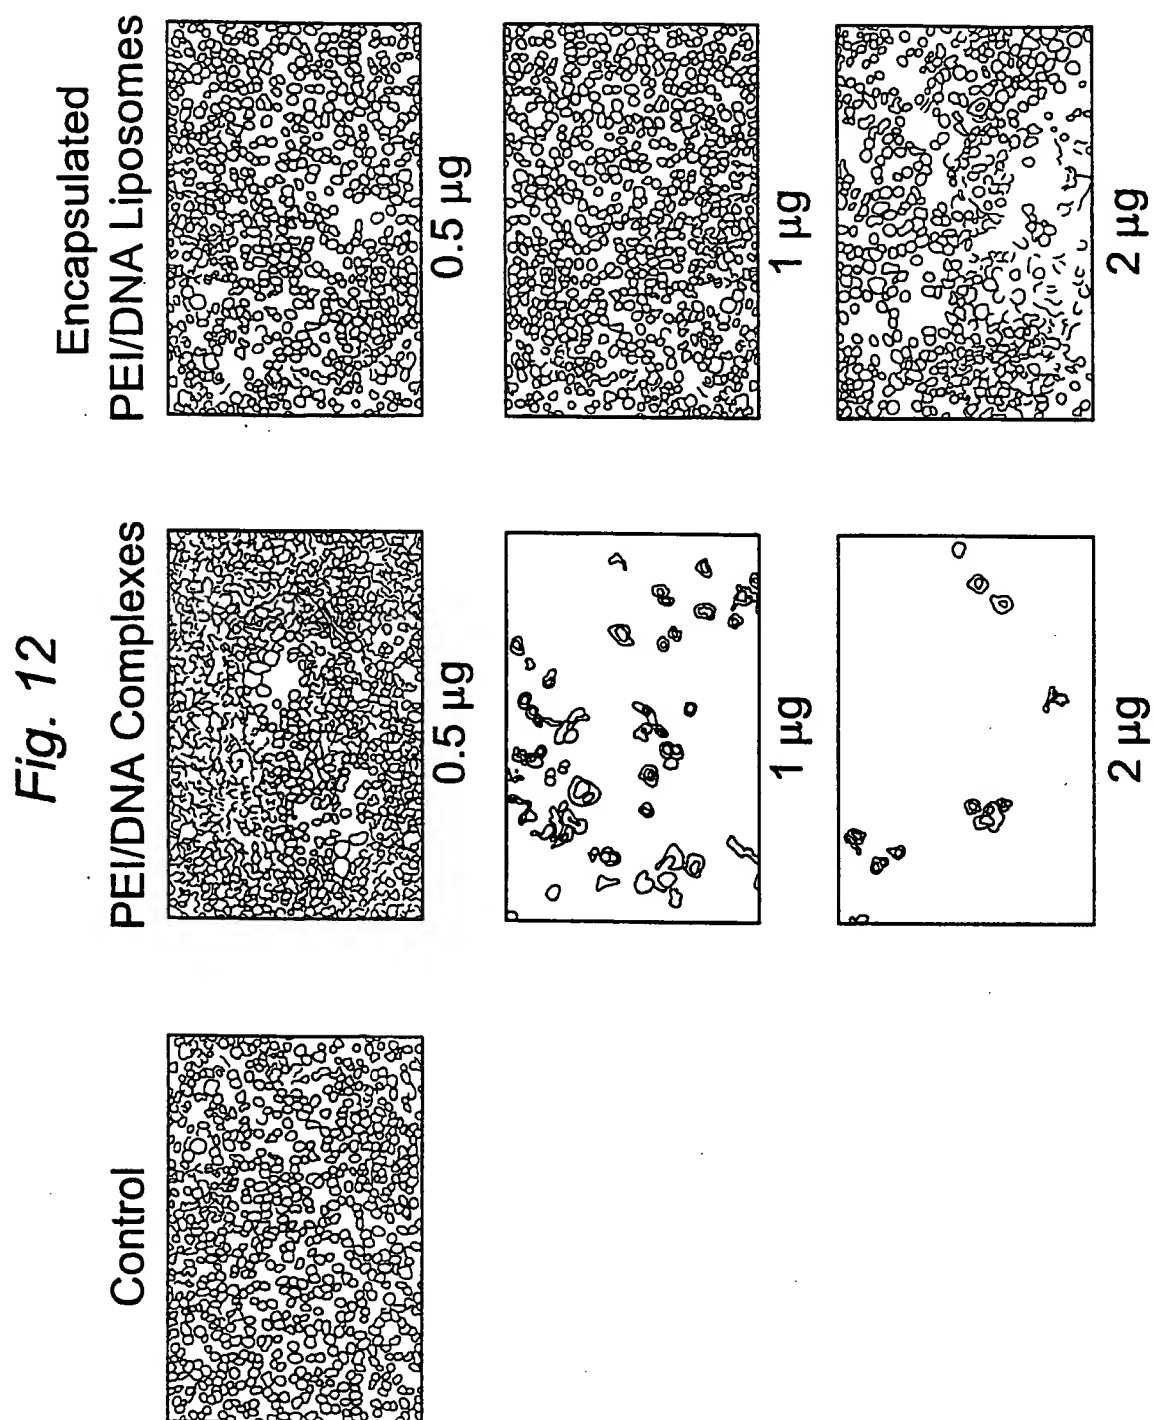 Fig. 12
Control
PEI/DNA Complexes
Encapsulated
PEI/DNA Liposomes
0.5 µg
0.5 µg
1 µg
1 µg
2 µg
2 µg